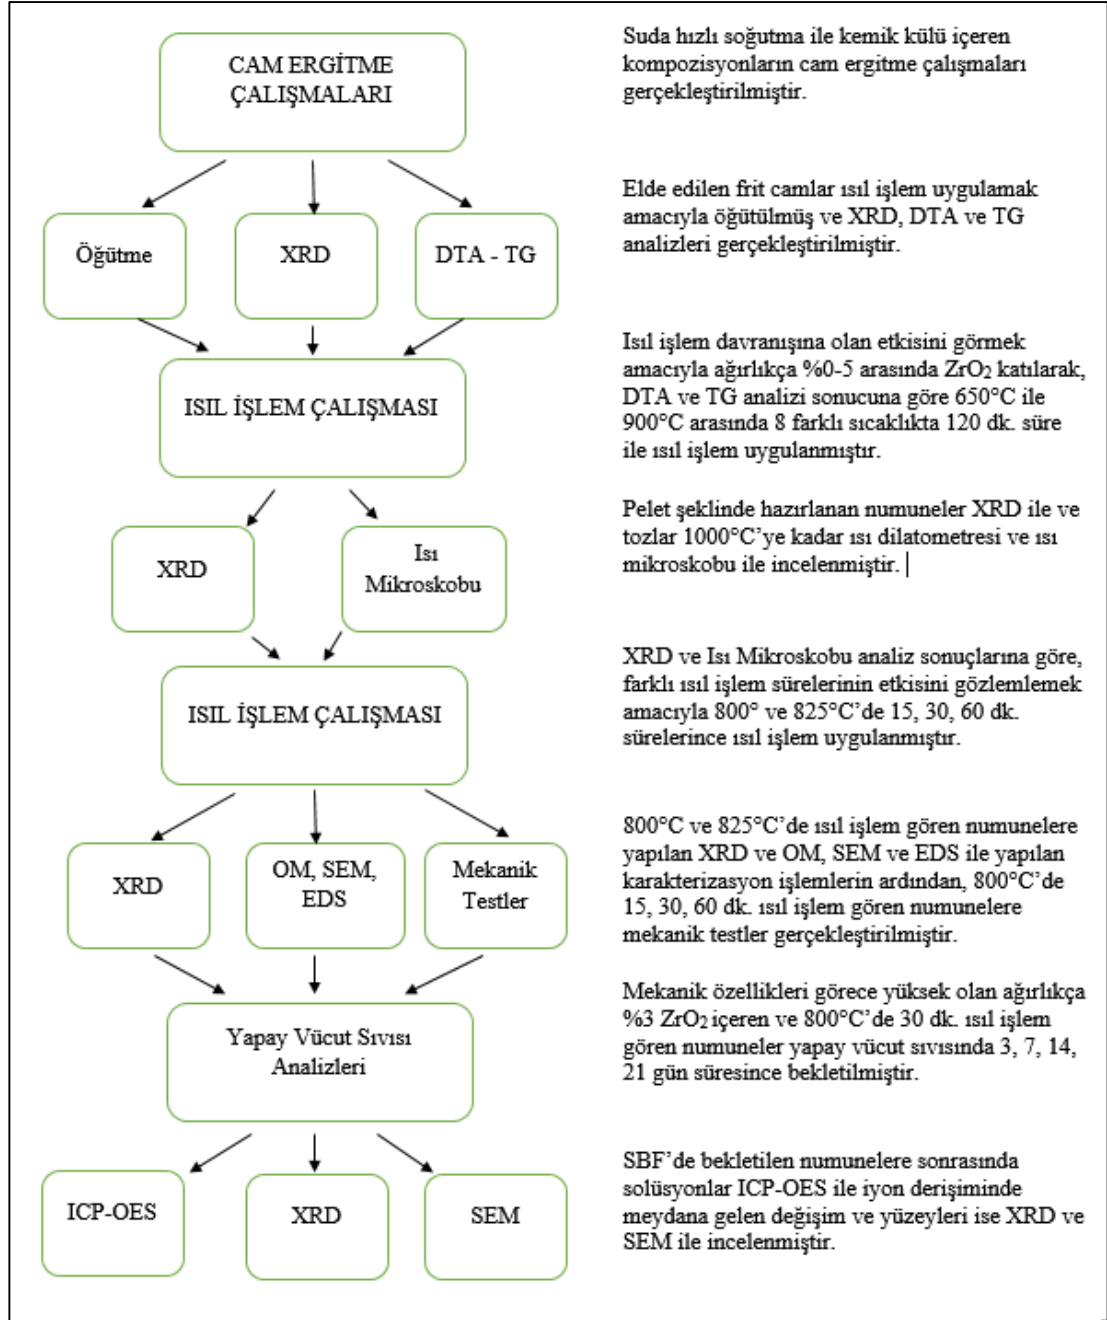 CAM ERGİTME
ÇALIŞMALARI
Suda hızlı soğutma ile kemik külü içeren
kompozisyonların cam ergitme çalışmaları
gerçekleştirilmiştir.
Öğütme
XRD
DTA - TG
Elde edilen frit camlar ısıl işlem uygulamak
amacıyla öğütülmüş ve XRD, DTA ve TG
analizleri gerçekleştirilmiştir.
ISIL İŞLEM ÇALIŞMASI
Isıl işlem davranışına olan etkisini görmek
amacıyla ağırlıkça %0-5 arasında ZrO₂ katılarak,
DTA ve TG analizi sonucuna göre 650°C ile
900°C arasında 8 farklı sıcaklıkta 120 dk. süre
ile ısıl işlem uygulanmıştır.
XRD
Isı
Mikroskobu
Pelet şeklinde hazırlanan numuneler XRD ile ve
tozlar 1000°C’ye kadar ısı dilatometresi ve ısı
mikroskobu ile incelenmiştir.
ISIL İŞLEM ÇALIŞMASI
XRD ve Isı Mikroskobu analiz sonuçlarına göre,
farklı ısıl işlem sürelerinin etkisini gözlemlemek
amacıyla 800° ve 825°C’de 15, 30, 60 dk.
sürelerince ısıl işlem uygulanmıştır.
XRD
OM, SEM,
EDS
Mekanik
Testler
800°C ve 825°C’de ısıl işlem gören numunelere
yapılan XRD ve OM, SEM ve EDS ile yapılan
karakterizasyon işlemlerin ardından, 800°C’de
15, 30, 60 dk. ısıl işlem gören numunelere
mekanik testler gerçekleştirilmiştir.
Yapay Vücut Sıvısı
Analizleri
Mekanik özellikleri görece yüksek olan ağırlıkça
%3 ZrO₂ içeren ve 800°C’de 30 dk. ısıl işlem
gören numuneler yapay vücut sıvısında 3, 7, 14,
21 gün süresince bekletilmiştir.
ICP-OES
XRD
SEM
SBF’de bekletilen numunelere sonrasında
solüsyonlar ICP-OES ile iyon derişiminde
meydana gelen değişim ve yüzeyleri ise XRD ve
SEM ile incelenmiştir.